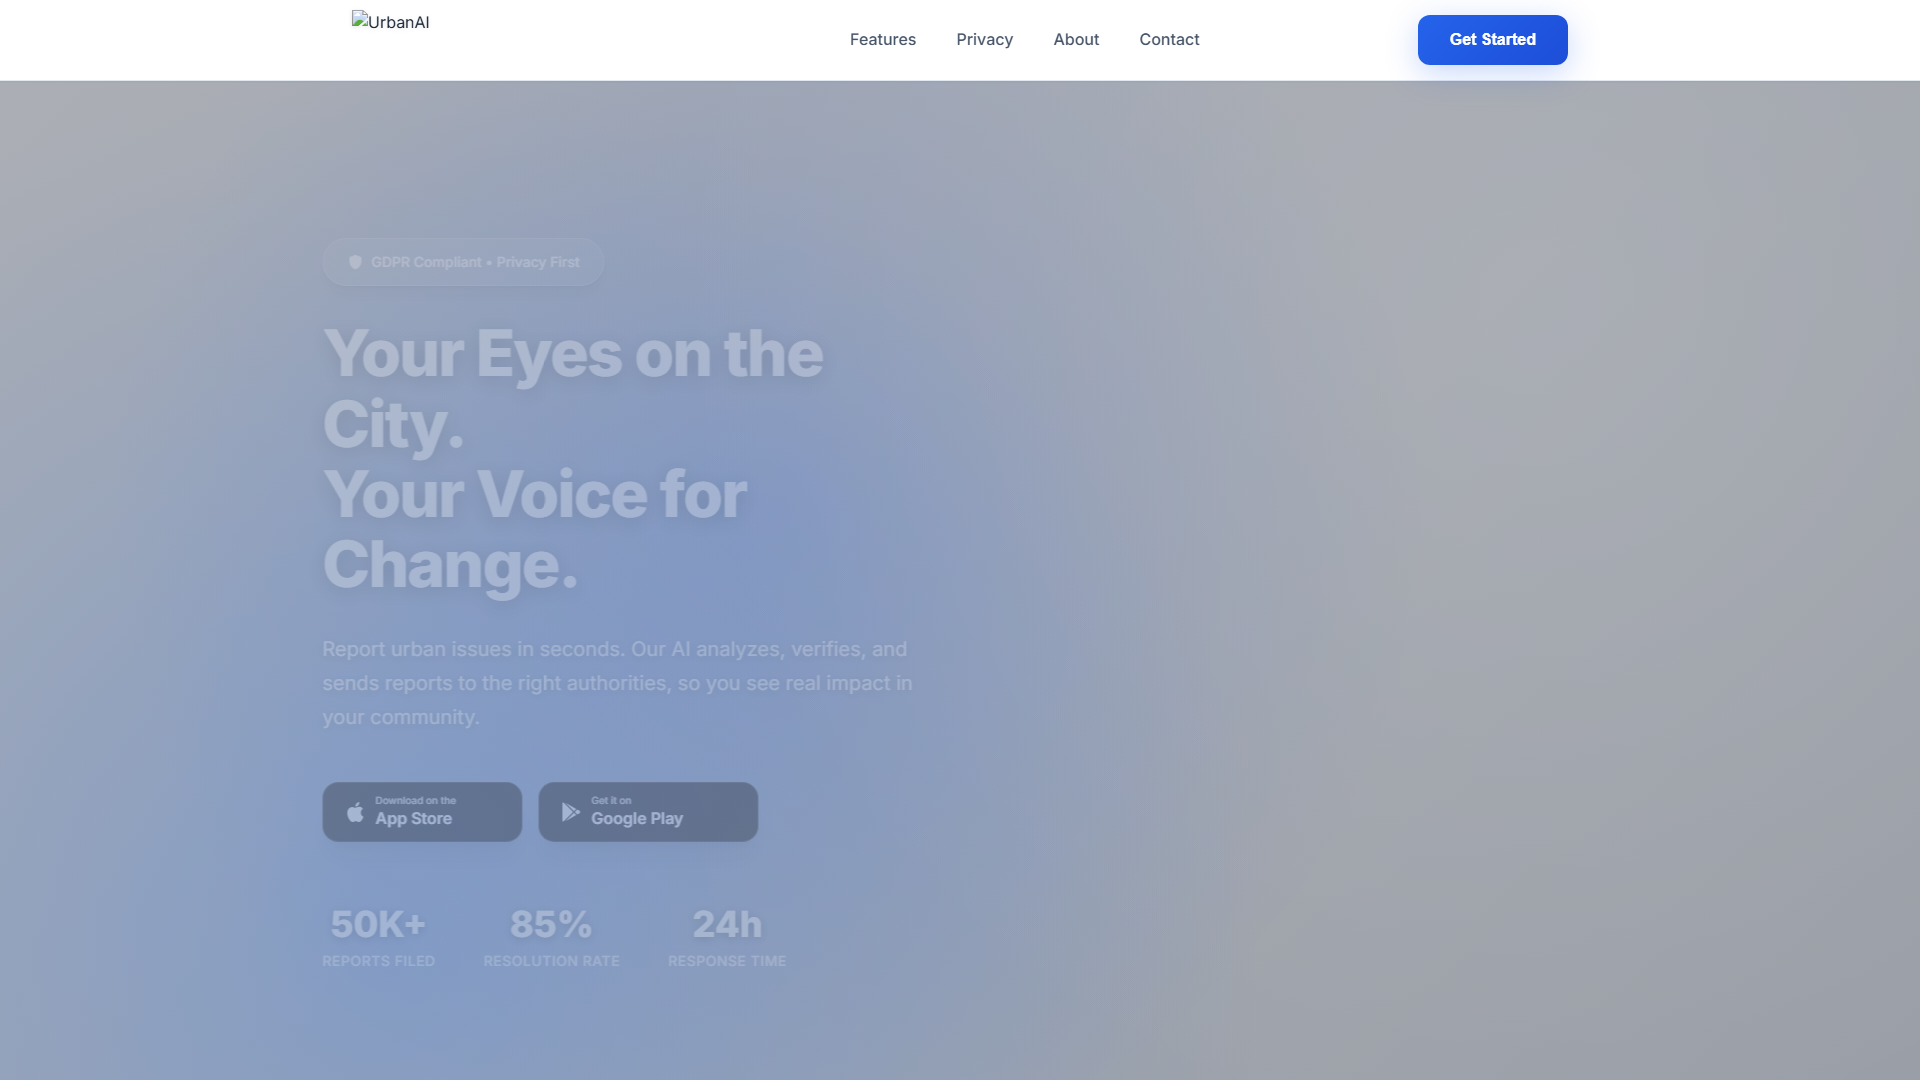 UrbanAI
Features
Privacy
About
Contact
Get Started
GDPR Compliant • Privacy First
Your Eyes on the
City.
Your Voice for
Change.
Report urban issues in seconds. Our AI analyzes, verifies, and
sends reports to the right authorities, so you see real impact in
your community.
Download on the
App Store
Get it on
Google Play
50K+
REPORTS FILED
85%
RESOLUTION RATE
24h
RESPONSE TIME